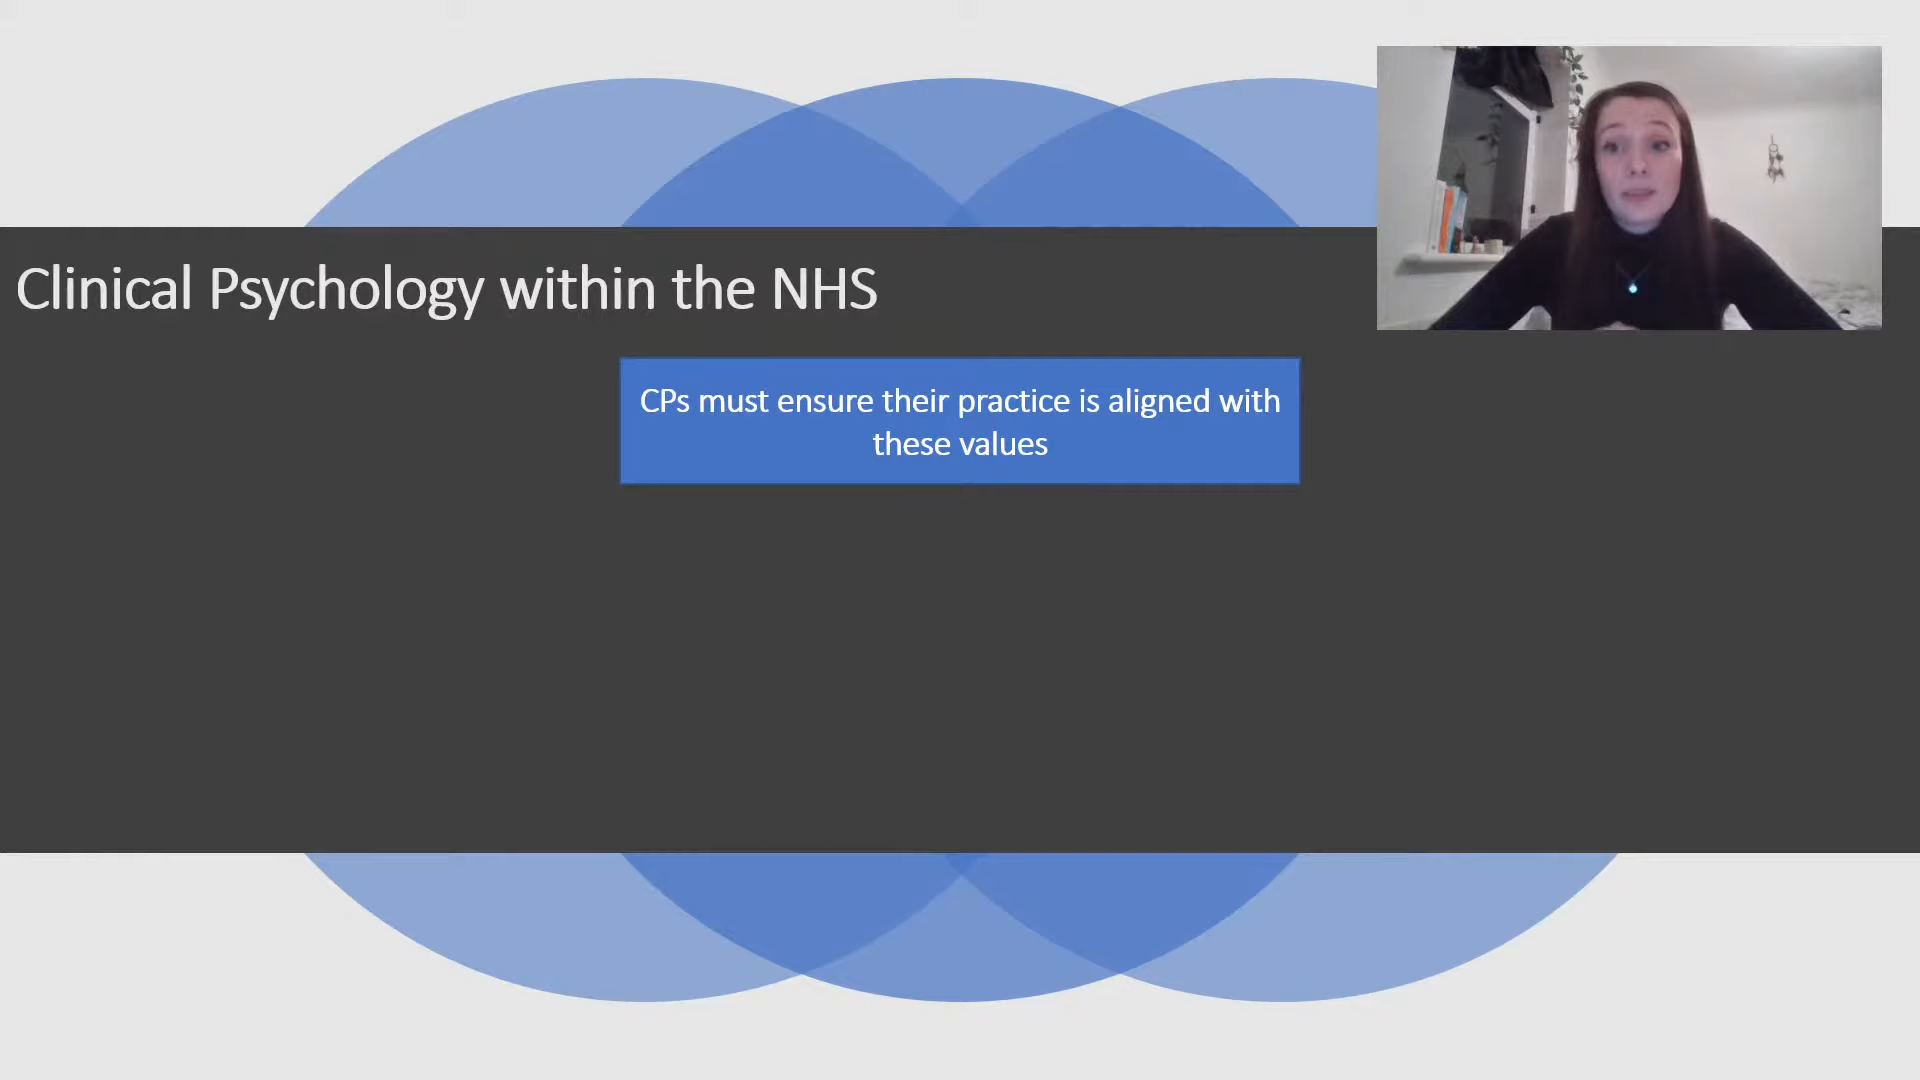 Clinical Psychology within the NHS
CPs must ensure their practice is aligned with
these values